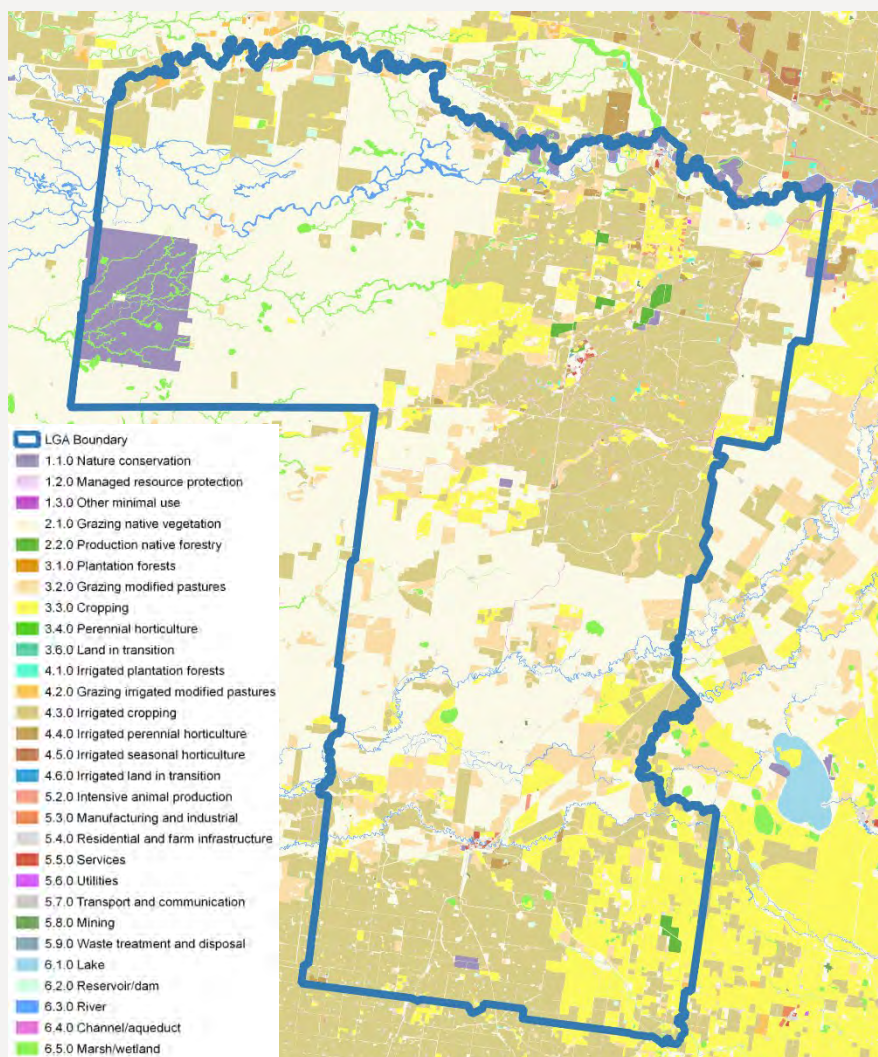 LGA Boundary
1.1.0 Nature conservation
1.2.0 Managed resource protection
1.3.0 Other minimal use
2.1.0 Grazing native vegetation
2.2.0 Production native forestry
3.1.0 Plantation forests
3.2.0 Grazing modified pastures
3.3.0 Cropping
3.4.0 Perennial horticulture
3.6.0 Land in transition
4.1.0 Irrigated plantation forests
4.2.0 Grazing irrigated modified pastures
4.3.0 Irrigated cropping
4.4.0 Irrigated perennial horticulture
4.5.0 Irrigated seasonal horticulture
4.6.0 Irrigated land in transition
5.2.0 Intensive animal production
5.3.0 Manufacturing and industrial
5.4.0 Residential and farm infrastructure
5.5.0 Services
5.6.0 Utilities
5.7.0 Transport and communication
5.8.0 Mining
5.9.0 Waste treatment and disposal
6.1.0 Lake
6.2.0 Reservoir/dam
6.3.0 River
6.4.0 Channel/aqueduct
6.5.0 Marsh/wetland